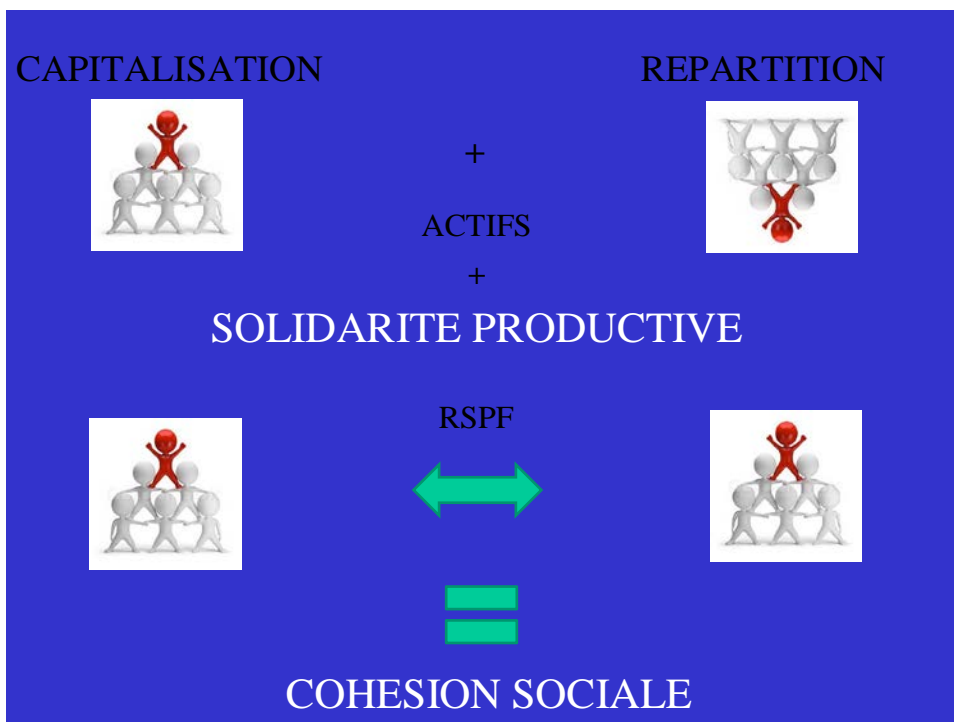 CAPITALISATION
REPARTITION
+
ACTIFS
+
SOLIDARITE PRODUCTIVE
RSPF
COHESION SOCIALE